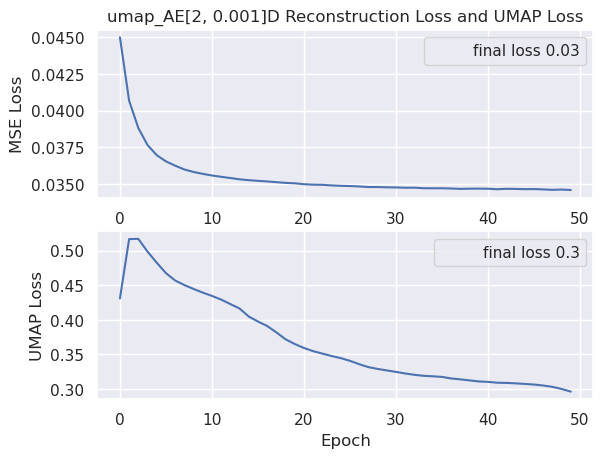 umap_AE[2, 0.001]D Reconstruction Loss and UMAP Loss
0.0450
0.0425
0.0400
0.0375
0.0350
MSE Loss
final loss 0.03
0 10 20 30 40 50
0.50
0.45
0.40
0.35
0.30
UMAP Loss
final loss 0.3
0 10 20 30 40 50
Epoch